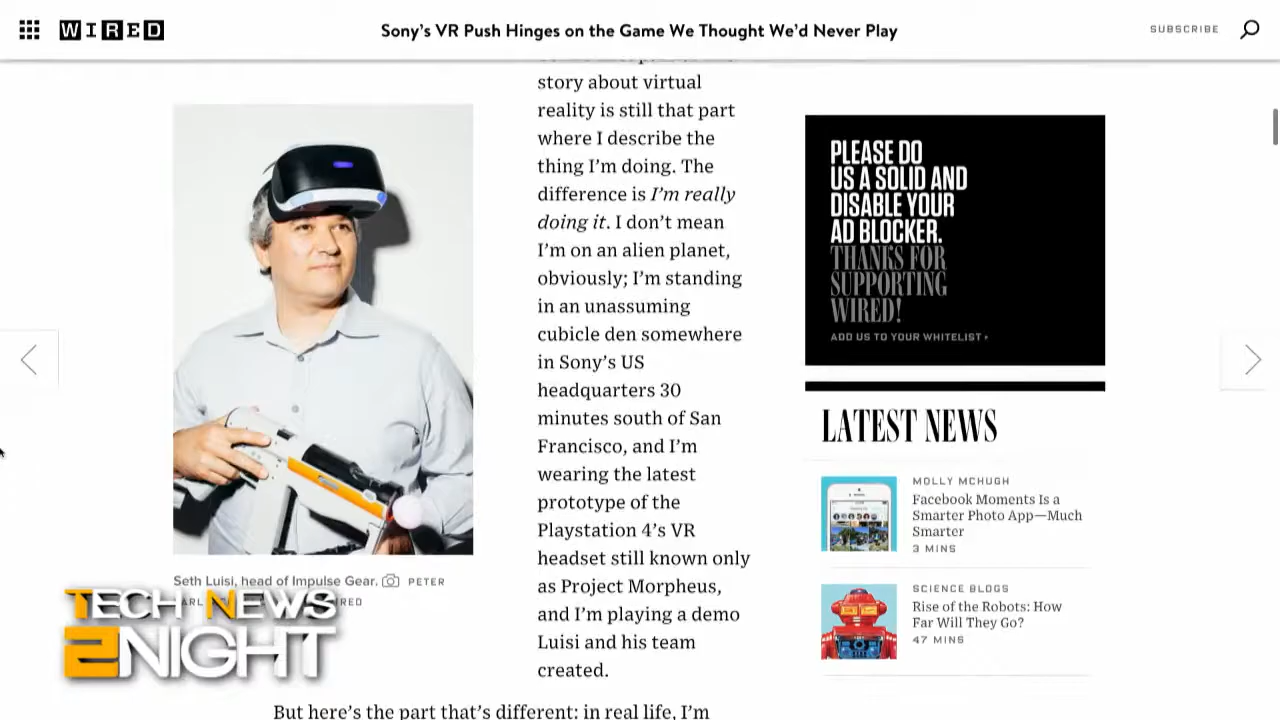 WIRED
Sony's VR Push Hinges on the Game We Thought We'd Never Play
SUBSCRIBE
story about virtual
reality is still that part
where I describe the
thing I'm doing. The
difference is I'm really
doing it. I don't mean
I'm on an alien planet,
obviously; I'm standing
in an unassuming
cubicle den somewhere
in Sony's US
headquarters 30
minutes south of San
Francisco, and I'm
wearing the latest
prototype of the
Playstation 4's VR
headset still known only
as Project Morpheus,
and I'm playing a demo
Luisi and his team
created.
But here's the part that's different: in real life, I'm
Seth Luisi, head of Impulse Gear. PETER
TECH NEWS
2NIGHT
PLEASE DO
US A SOLID AND
DISABLE YOUR
AD BLOCKER.
THANKS FOR
SUPPORTING
WIRED!
ADD US TO YOUR WHITELIST
LATEST NEWS
MOLLY MCHUGH
Facebook Moments Is a
Smarter Photo App—Much
Smarter
3 MINS
SCIENCE BLOGS
Rise of the Robots: How
Far Will They Go?
47 MINS